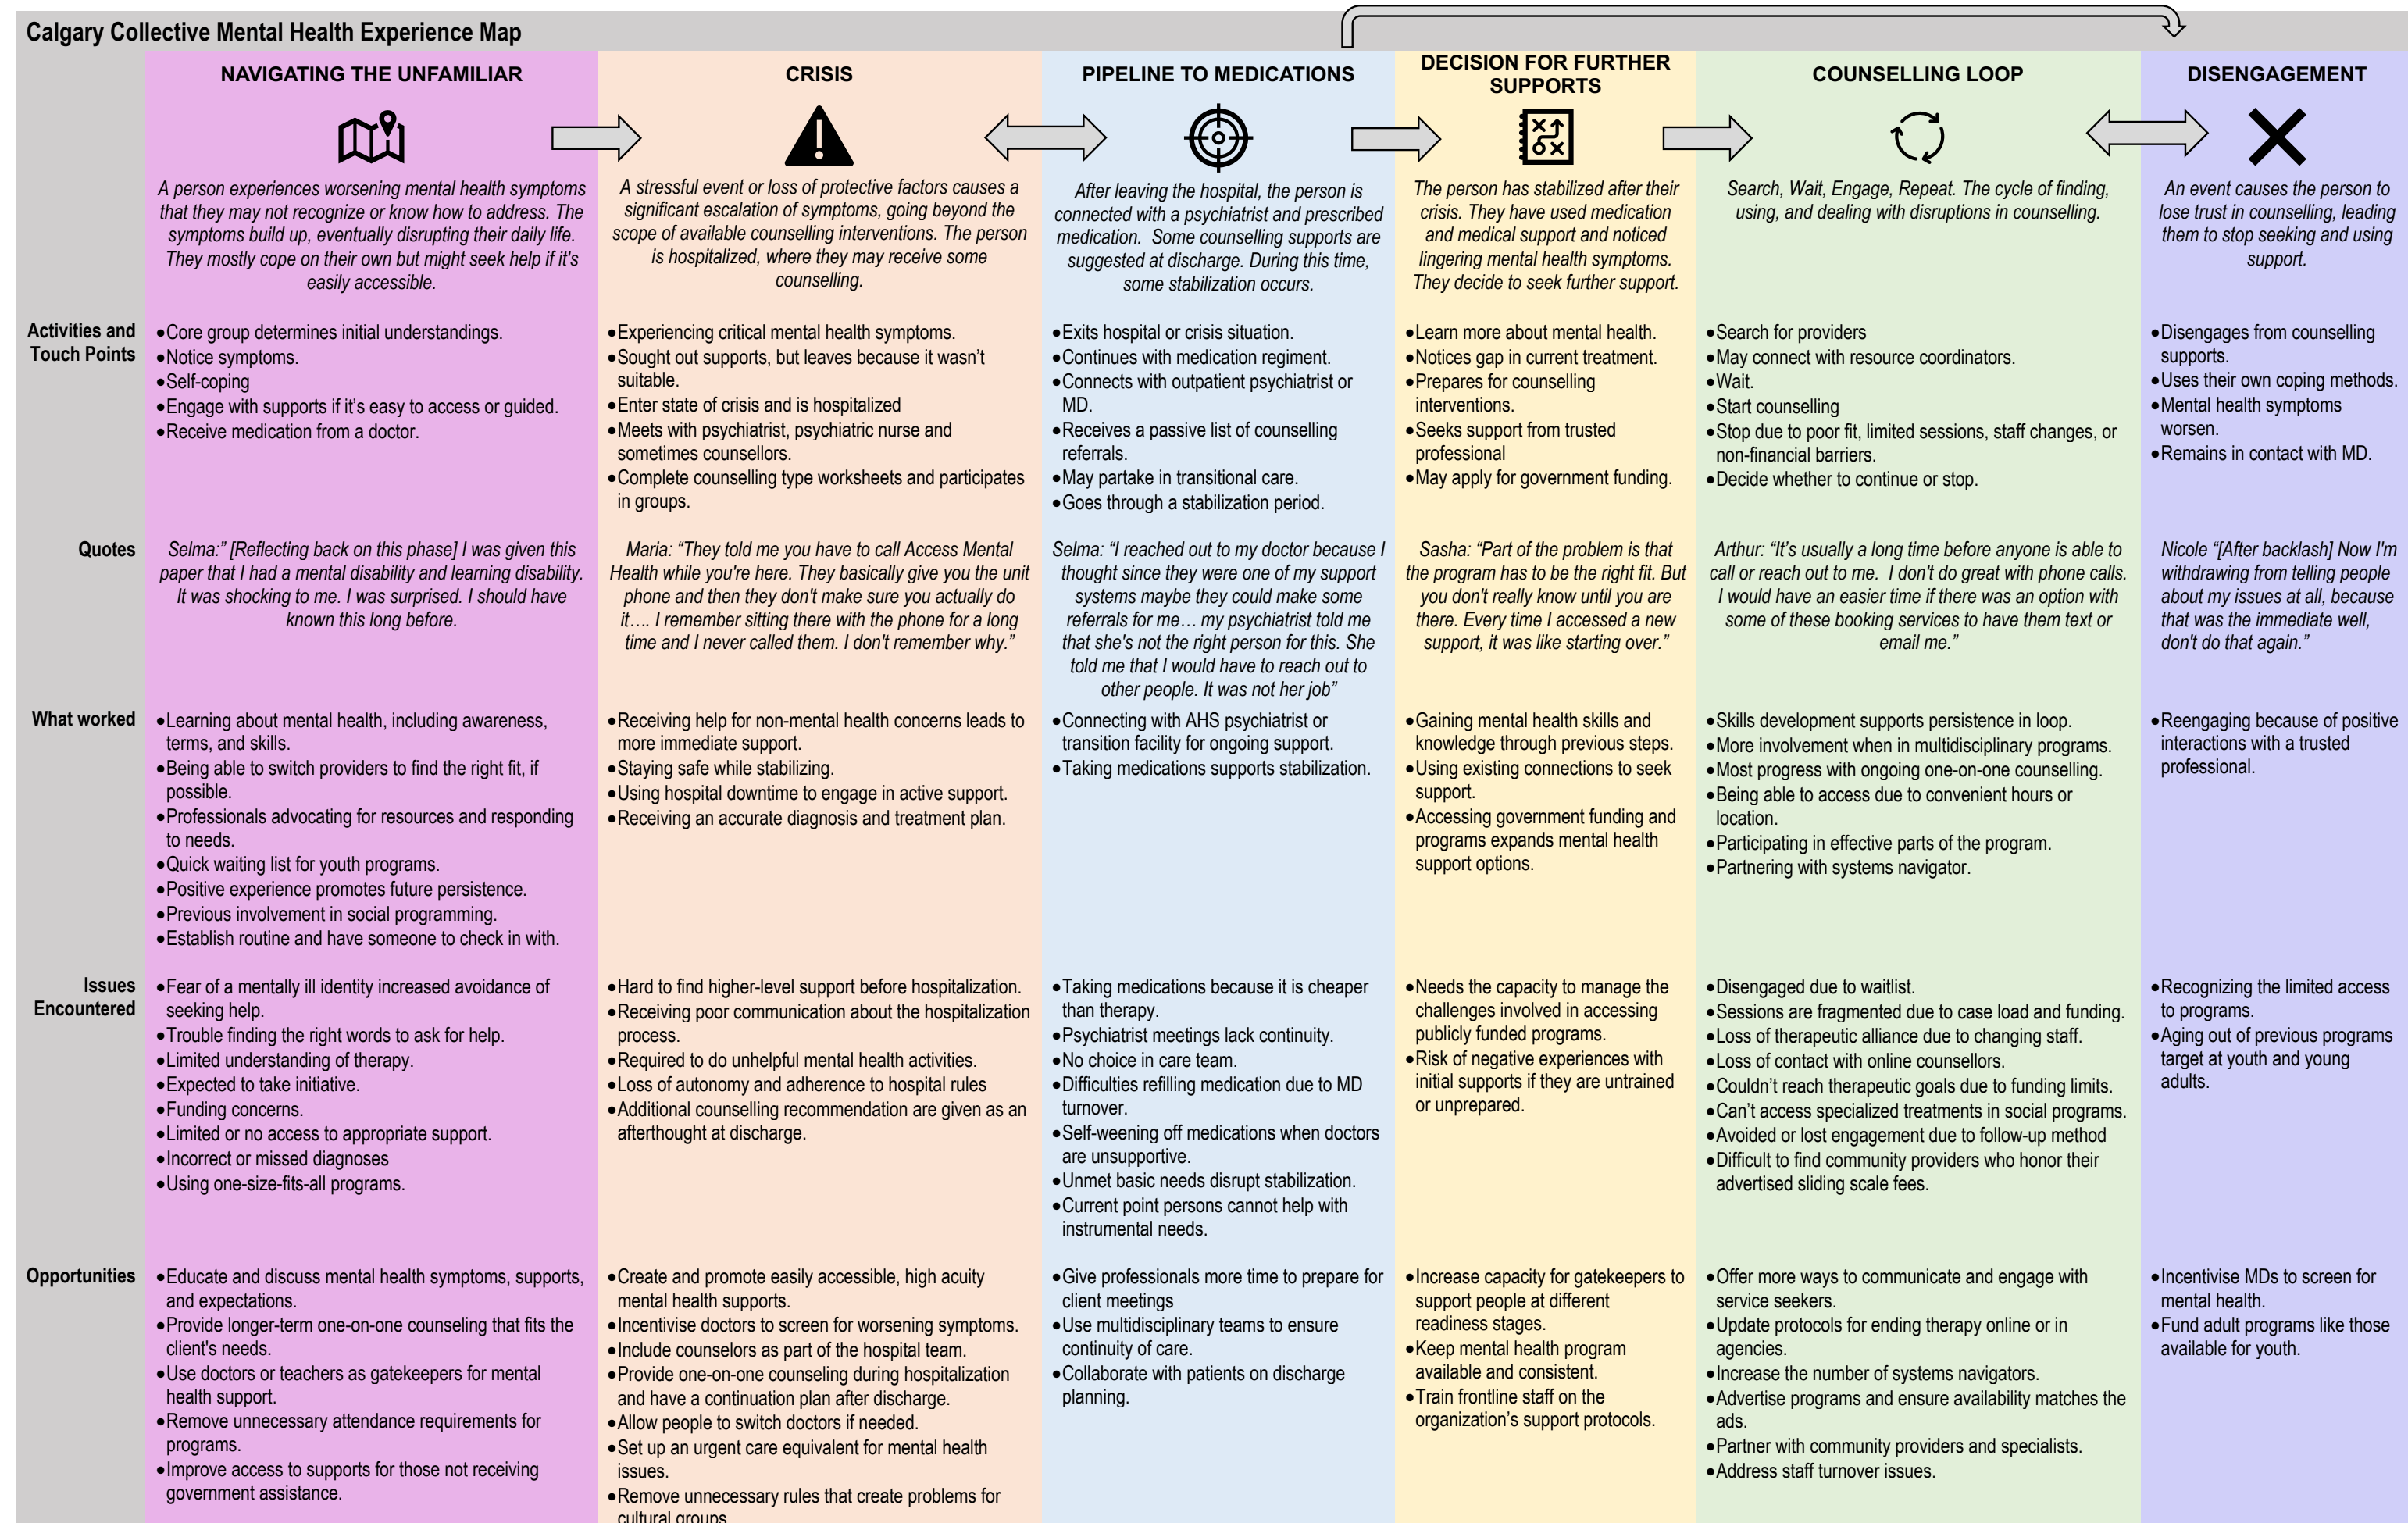 Calgary Collective Mental Health Experience Map
NAVIGATING THE UNFAMILIAR
A person experiences worsening mental health symptoms
that they may not recognize or know how to address. The
symptoms build up, eventually disrupting their daily life.
They mostly cope on their own but might seek help if it's
easily accessible.
CRISIS
A stressful event or loss of protective factors causes a
significant escalation of symptoms, going beyond the
scope of available counselling interventions. The person
is hospitalized, where they may receive some
counselling.
PIPELINE TO MEDICATIONS
After leaving the hospital, the person is
connected with a psychiatrist and prescribed
medication. Some counselling supports are
suggested at discharge. During this time,
some stabilization occurs.
DECISION FOR FURTHER
SUPPORTS
The person has stabilized after their
crisis. They have used medication
and medical support and noticed
lingering mental health symptoms.
They decide to seek further support.
COUNSELLING LOOP
Search, Wait, Engage, Repeat. The cycle of finding,
using, and dealing with disruptions in counselling.
DISENGAGEMENT
An event causes the person to
lose trust in counselling, leading
them to stop seeking and using
support.
Activities and
Touch Points
•Core group determines initial understandings.
•Notice symptoms.
•Self-coping
•Engage with supports if it's easy to access or guided.
•Receive medication from a doctor.
•Experiencing critical mental health symptoms.
•Sought out supports, but leaves because it wasn't
suitable.
•Enter state of crisis and is hospitalized
•Meets with psychiatrist, psychiatric nurse and
sometimes counsellors.
•Complete counselling type worksheets and participates
in groups.
•Exits hospital or crisis situation.
•Continues with medication regiment.
•Connects with outpatient psychiatrist or
MD.
•Receives a passive list of counselling
referrals.
•May partake in transitional care.
•Goes through a stabilization period.
•Learn more about mental health.
•Notices gap in current treatment.
•Prepares for counselling
interventions.
•Seeks support from trusted
professional
•May apply for government funding.
•Search for providers
•May connect with resource coordinators.
•Wait.
•Start counselling
•Stop due to poor fit, limited sessions, staff changes, or
non-financial barriers.
•Decide whether to continue or stop.
•Disengages from counselling
supports.
•Uses their own coping methods.
•Mental health symptoms
worsen.
•Remains in contact with MD.
Quotes
Selma:” [Reflecting back on this phase] I was given this
paper that I had a mental disability and learning disability.
It was shocking to me. I was surprised. I should have
known this long before.
Maria: “They told me you have to call Access Mental
Health while you're here. They basically give you the unit
phone and then they don't make sure you actually do
it.... I remember sitting there with the phone for a long
time and I never called them. I don't remember why.”
Selma: “I reached out to my doctor because I
thought since they were one of my support
systems maybe they could make some
referrals for me… my psychiatrist told me
that she's not the right person for this. She
told me that I would have to reach out to
other people. It was not her job”
Sasha: “Part of the problem is that
the program has to be the right fit. But
you don't really know until you are
there. Every time I accessed a new
support, it was like starting over.”
Arthur: “It's usually a long time before anyone is able to
call or reach out to me. I don't do great with phone calls.
I would have an easier time if there was an option with
some of these booking services to have them text or
email me.”
Nicole “[After backlash] Now I'm
withdrawing from telling people
about my issues at all, because
that was the immediate well,
don't do that again.”
What worked
•Learning about mental health, including awareness,
terms, and skills.
•Being able to switch providers to find the right fit, if
possible.
•Professionals advocating for resources and responding
to needs.
•Quick waiting list for youth programs.
•Positive experience promotes future persistence.
•Previous involvement in social programming.
•Establish routine and have someone to check in with.
•Receiving help for non-mental health concerns leads to
more immediate support.
•Staying safe while stabilizing.
•Using hospital downtime to engage in active support.
•Receiving an accurate diagnosis and treatment plan.
•Connecting with AHS psychiatrist or
transition facility for ongoing support.
•Taking medications supports stabilization.
•Gaining mental health skills and
knowledge through previous steps.
•Using existing connections to seek
support.
•Accessing government funding and
programs expands mental health
support options.
•Skills development supports persistence in loop.
•More involvement when in multidisciplinary programs.
•Most progress with ongoing one-on-one counselling.
•Being able to access due to convenient hours or
location.
•Participating in effective parts of the program.
•Partnering with systems navigator.
•Reengaging because of positive
interactions with a trusted
professional.
Issues
Encountered
•Fear of a mentally ill identity increased avoidance of
seeking help.
•Trouble finding the right words to ask for help.
•Limited understanding of therapy.
•Expected to take initiative.
•Funding concerns.
•Limited or no access to appropriate support.
•Incorrect or missed diagnoses
•Using one-size-fits-all programs.
•Hard to find higher-level support before hospitalization.
•Receiving poor communication about the hospitalization
process.
•Required to do unhelpful mental health activities.
•Loss of autonomy and adherence to hospital rules
•Additional counselling recommendation are given as an
afterthought at discharge.
•Taking medications because it is cheaper
than therapy.
•Psychiatrist meetings lack continuity.
•No choice in care team.
•Difficulties refilling medication due to MD
turnover.
•Self-weening off medications when doctors
are unsupportive.
•Unmet basic needs disrupt stabilization.
•Current point persons cannot help with
instrumental needs.
•Needs the capacity to manage the
challenges involved in accessing
publicly funded programs.
•Risk of negative experiences with
initial supports if they are untrained
or unprepared.
•Disengaged due to waitlist.
•Sessions are fragmented due to case load and funding.
•Loss of therapeutic alliance due to changing staff.
•Loss of contact with online counsellors.
•Couldn't reach therapeutic goals due to funding limits.
•Can't access specialized treatments in social programs.
•Avoided or lost engagement due to follow-up method
•Difficult to find community providers who honor their
advertised sliding scale fees.
•Recognizing the limited access
to programs.
•Aging out of previous programs
target at youth and young
adults.
Opportunities
•Educate and discuss mental health symptoms, supports,
and expectations.
•Provide longer-term one-on-one counseling that fits the
client's needs.
•Use doctors or teachers as gatekeepers for mental
health support.
•Remove unnecessary attendance requirements for
programs.
•Improve access to supports for those not receiving
government assistance.
•Create and promote easily accessible, high acuity
mental health supports.
•Incentivise doctors to screen for worsening symptoms.
•Include counselors as part of the hospital team.
•Provide one-on-one counseling during hospitalization
and have a continuation plan after discharge.
•Allow people to switch doctors if needed.
•Set up an urgent care equivalent for mental health
issues.
•Remove unnecessary rules that create problems for
cultural groups
•Give professionals more time to prepare for
client meetings
•Use multidisciplinary teams to ensure
continuity of care.
•Collaborate with patients on discharge
planning.
•Increase capacity for gatekeepers to
support people at different
readiness stages.
•Keep mental health program
available and consistent.
•Train frontline staff on the
organization's support protocols.
•Offer more ways to communicate and engage with
service seekers.
•Update protocols for ending therapy online or in
agencies.
•Increase the number of systems navigators.
•Advertise programs and ensure availability matches the
ads.
•Partner with community providers and specialists.
•Address staff turnover issues.
•Incentivise MDs to screen for
mental health.
•Fund adult programs like those
available for youth.